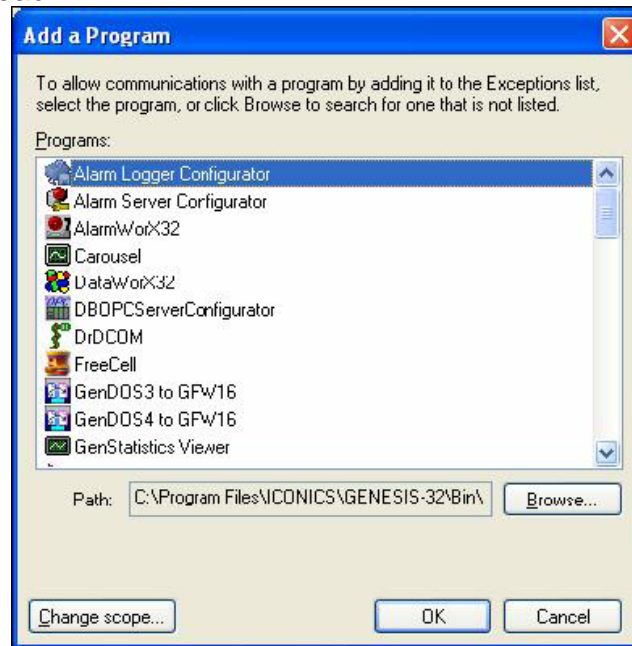 Add a Program
To allow communications with a program by adding it to the Exceptions list,
select the program, or click Browse to search for one that is not listed.
Programs:
Alarm Logger Configurator
Alarm Server Configurator
AlarmWorX32
Carousel
DataWorX32
DBOPCServerConfigurator
DrDCOM
FreeCell
GenDOS3 to GFW16
GenDOS4 to GFW16
GenStatistics Viewer
Path: C:\Program Files\ICONICS\GENESIS-32\Bin\ Browse...
Change scope... OK Cancel